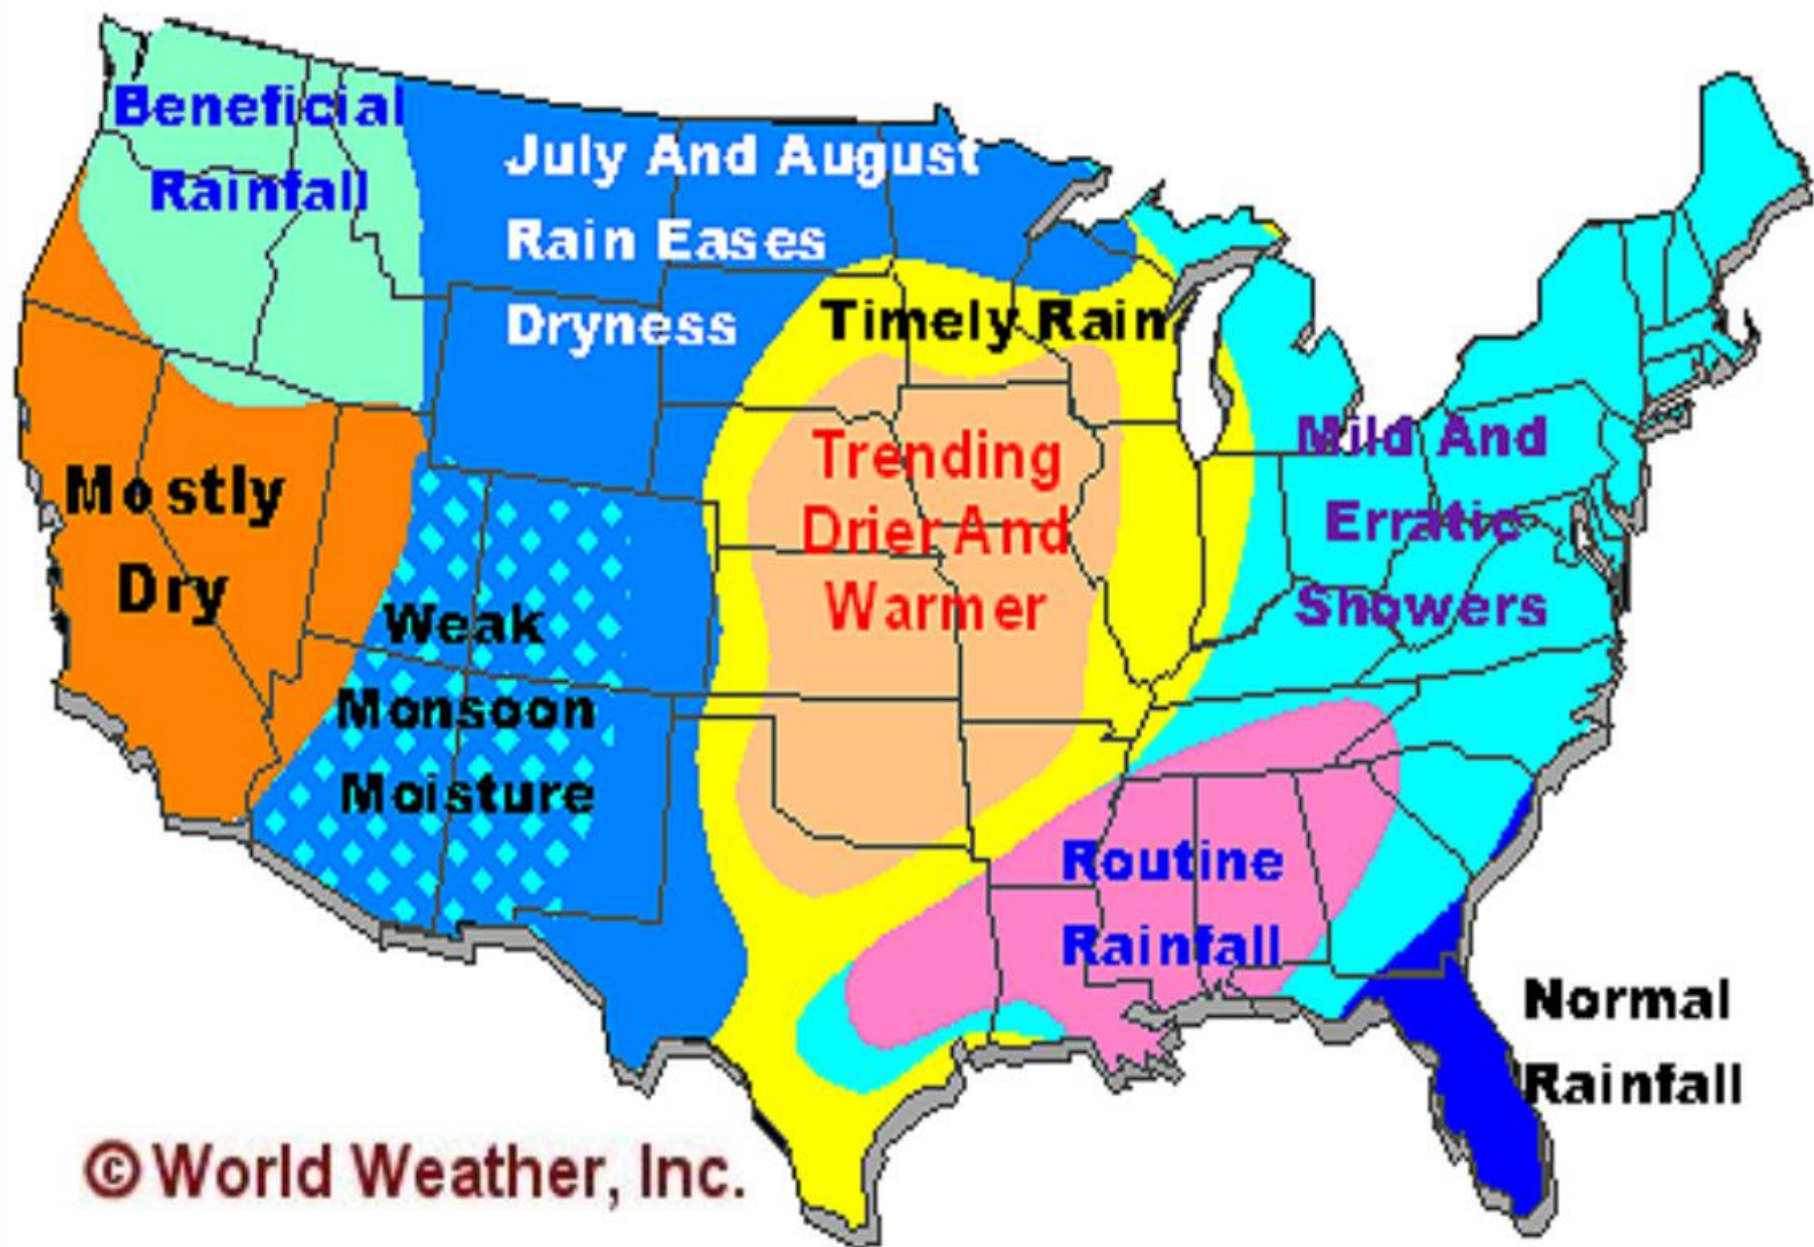 Beneficial
Rainfall
July And August
Rain Eases
Dryness
Timely Rain
Trending
Drier And
Warmer
Mild And
Erratic
Showers
Mostly
Dry
Weak
Monsoon
Moisture
Routine
Rainfall
Normal
Rainfall
© World Weather, Inc.